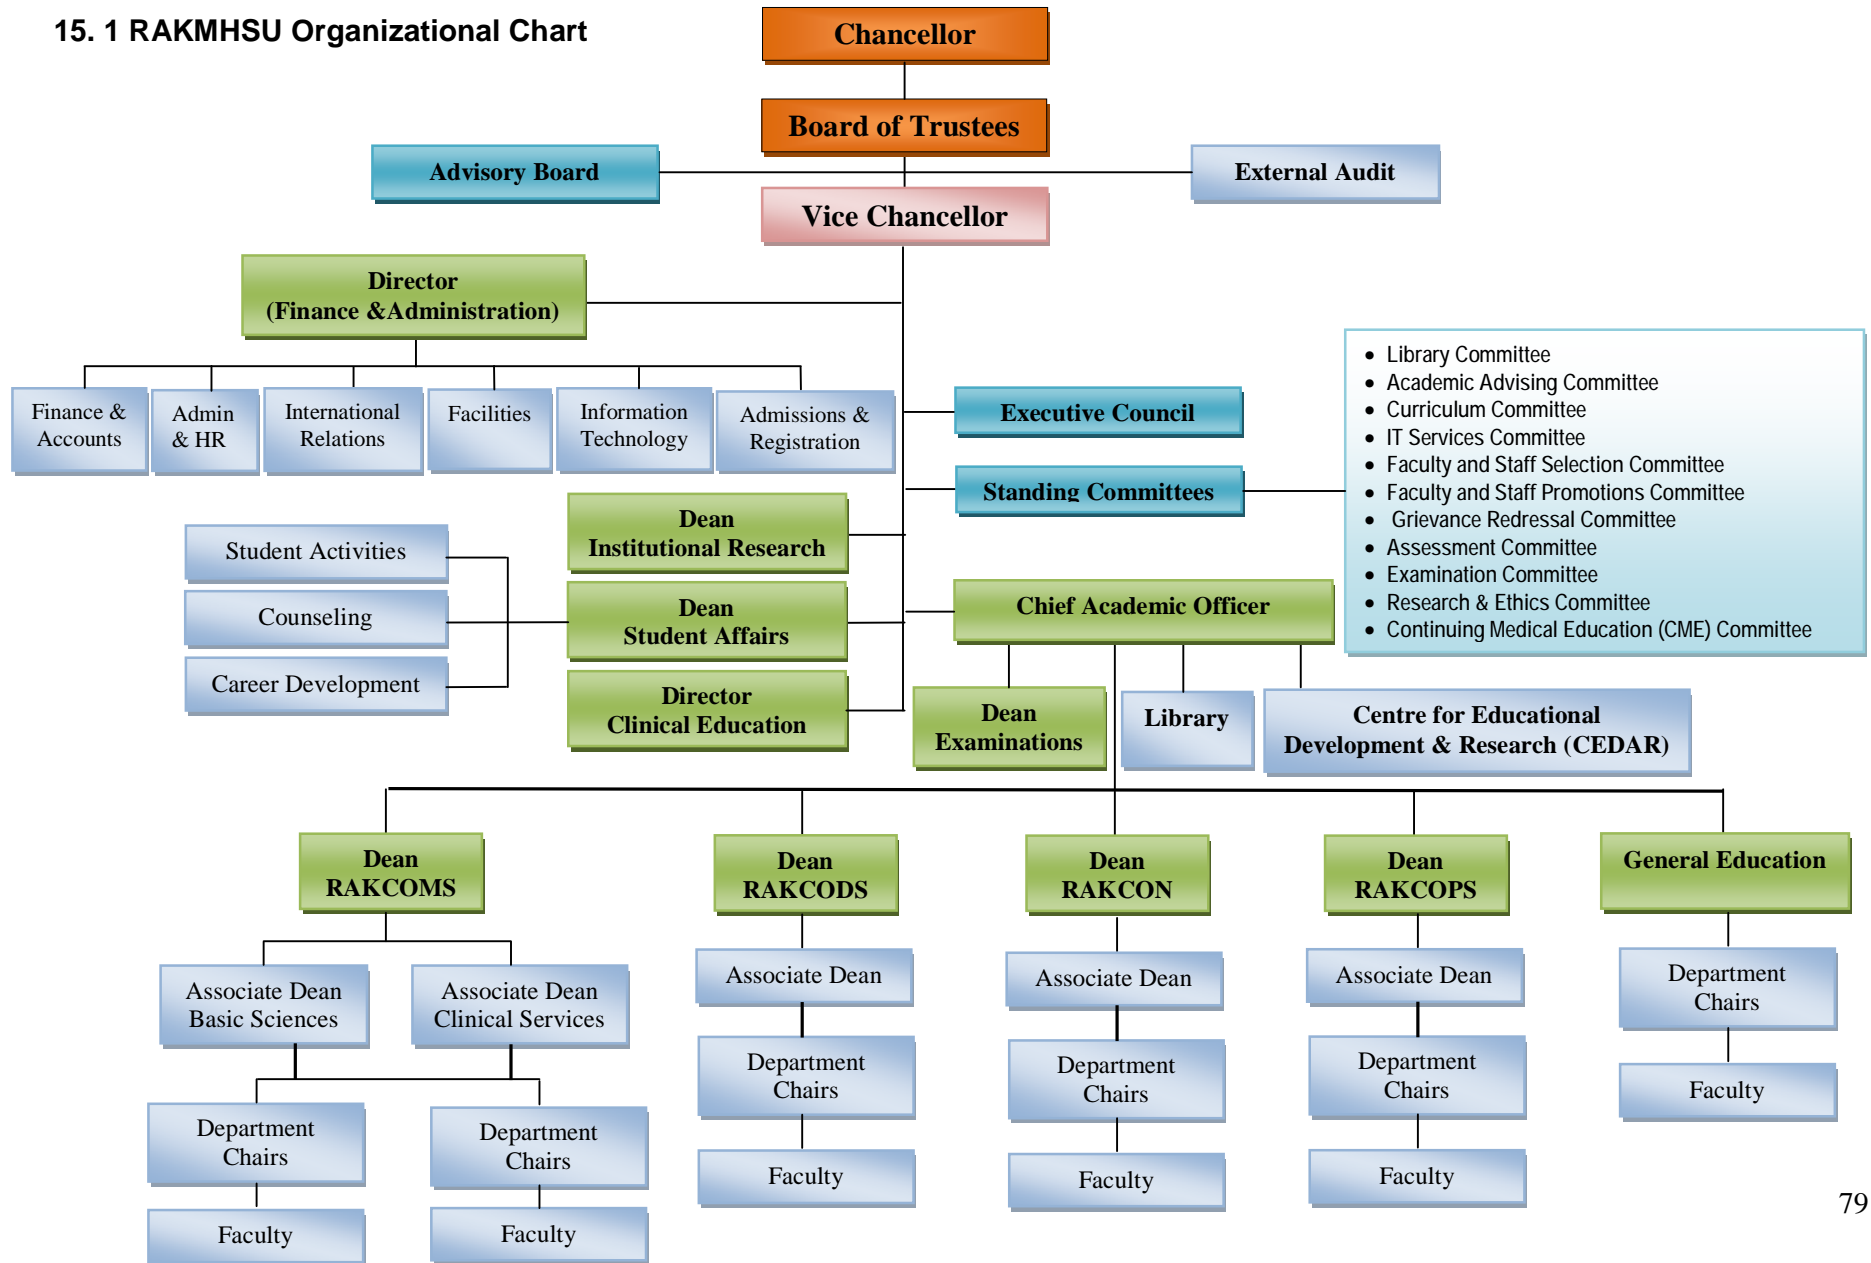 15. 1 RAKMHSU Organizational Chart
Chancellor
Board of Trustees
Advisory Board
External Audit
Vice Chancellor
Director
(Finance &Administration)
Finance &
Accounts
Admin
& HR
International
Relations
Facilities
Information
Technology
Admissions &
Registration
Executive Council
Standing Committees
• Library Committee
• Academic Advising Committee
• Curriculum Committee
• IT Services Committee
• Faculty and Staff Selection Committee
• Faculty and Staff Promotions Committee
• Grievance Redressal Committee
• Assessment Committee
• Examination Committee
• Research & Ethics Committee
• Continuing Medical Education (CME) Committee
Dean
Institutional Research
Student Activities
Counseling
Career Development
Dean
Student Affairs
Director
Clinical Education
Chief Academic Officer
Dean
Examinations
Library
Centre for Educational
Development & Research (CEDAR)
Dean
RAKCOMS
Dean
RAKCODS
Dean
RAKCON
Dean
RAKCOPS
General Education
Associate Dean
Basic Sciences
Associate Dean
Clinical Services
Associate Dean
Associate Dean
Associate Dean
Department
Chairs
Department
Chairs
Department
Chairs
Department
Chairs
Faculty
Department
Chairs
Department
Chairs
Faculty
Faculty
Faculty
Faculty
Faculty
79